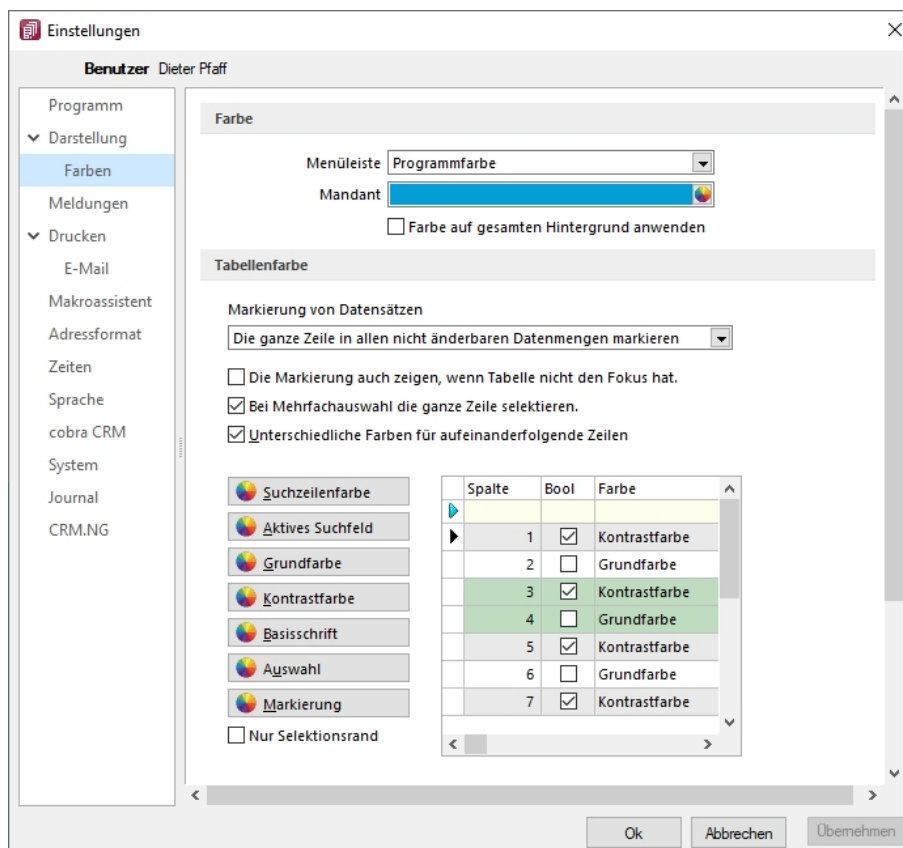 Einstellungen
Benutzer Dieter Pfaff
Programm
Darstellung
Farben
Meldungen
Drucken
E-Mail
Makroassistent
Adressformat
Zeiten
Sprache
cobra CRM
System
Journal
CRM.NG
Farbe
Menüleiste Programmfarbe
Mandant
Farbe auf gesamten Hintergrund anwenden
Tabellenfarbe
Markierung von Datensätzen
Die ganze Zeile in allen nicht änderbaren Datenmengen markieren
Die Markierung auch zeigen, wenn Tabelle nicht den Fokus hat.
Bei Mehrfachauswahl die ganze Zeile selektieren.
Unterschiedliche Farben für aufeinanderfolgende Zeilen
Suchzeilenfarbe
Aktives Suchfeld
Grundfarbe
Kontrastfarbe
Basisschrift
Auswahl
Markierung
Nur Selektionsrand
Spalte Bool Farbe
1 Kontrastfarbe
2 Grundfarbe
3 Kontrastfarbe
4 Grundfarbe
5 Kontrastfarbe
6 Grundfarbe
7 Kontrastfarbe
Ok Abbrechen Übernehmen